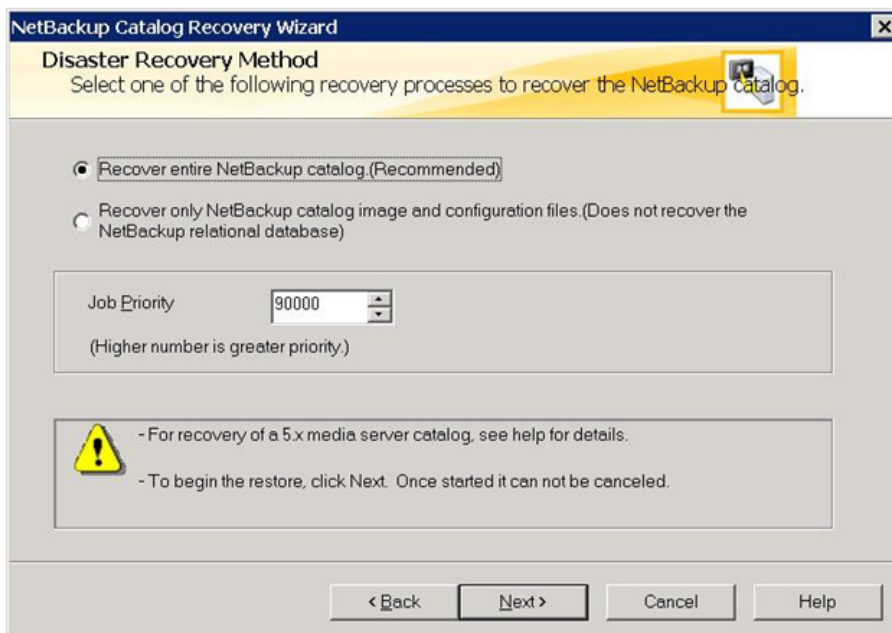 NetBackup Catalog Recovery Wizard
Disaster Recovery Method
Select one of the following recovery processes to recover the NetBackup catalog.
Recover entire NetBackup catalog.(Recommended)
Recover only NetBackup catalog image and configuration files.(Does not recover the
NetBackup relational database)
Job Priority
90000
(Higher number is greater priority.)
- For recovery of a 5.x media server catalog, see help for details.
- To begin the restore, click Next. Once started it can not be canceled.
< Back
Next >
Cancel
Help